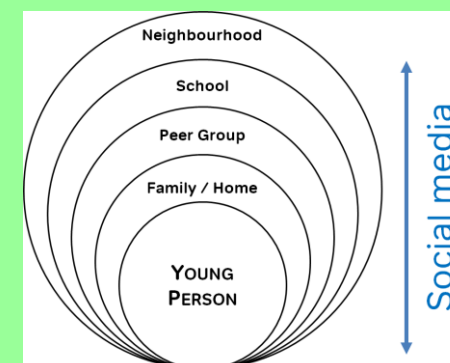 Neighbourhood
School
Peer Group
Family / Home
YOUNG
PERSON
Social media